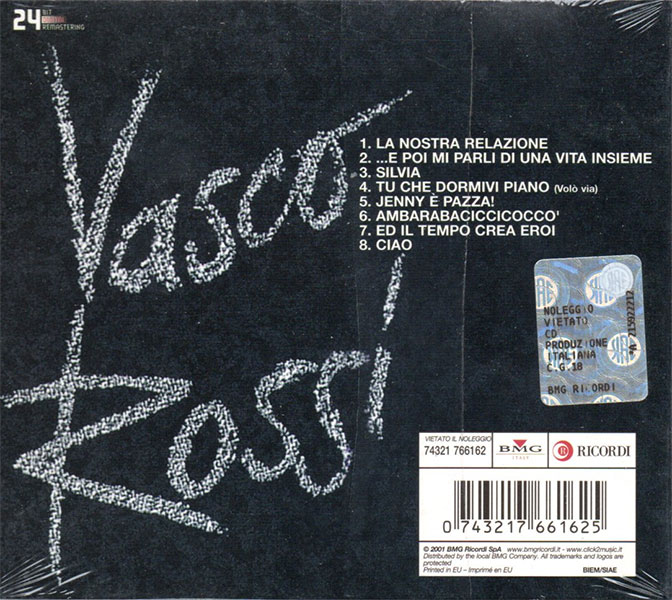 24 BIT
DIGITAL
REMASTERING
Vasco
Rossi
1. LA NOSTRA RELAZIONE
2. ...E POI MI PARLI DI UNA VITA INSIEME
3. SILVIA
4. TU CHE DORMIVI PIANO (Volò via)
5. JENNY È PAZZA!
6. AMBARABACICCICOCCO'
7. ED IL TEMPO CREA EROI
8. CIAO
NOLEGGIO
VIETATO
CD
PRODUZIONE
ITALIANA
C.G.18
BMG RICORDI
VIETATO IL NOLEGGIO
74321 766162
BMG
ITALY
RICORDI
0 743217 661625
© 2001 BMG Ricordi SpA www.bmgricordi.it www.click2music.it
Distributed by the local BMG Company. All trademarks and logos are
protected
Printed in EU – Imprimé en EU
BIEM/SIAE